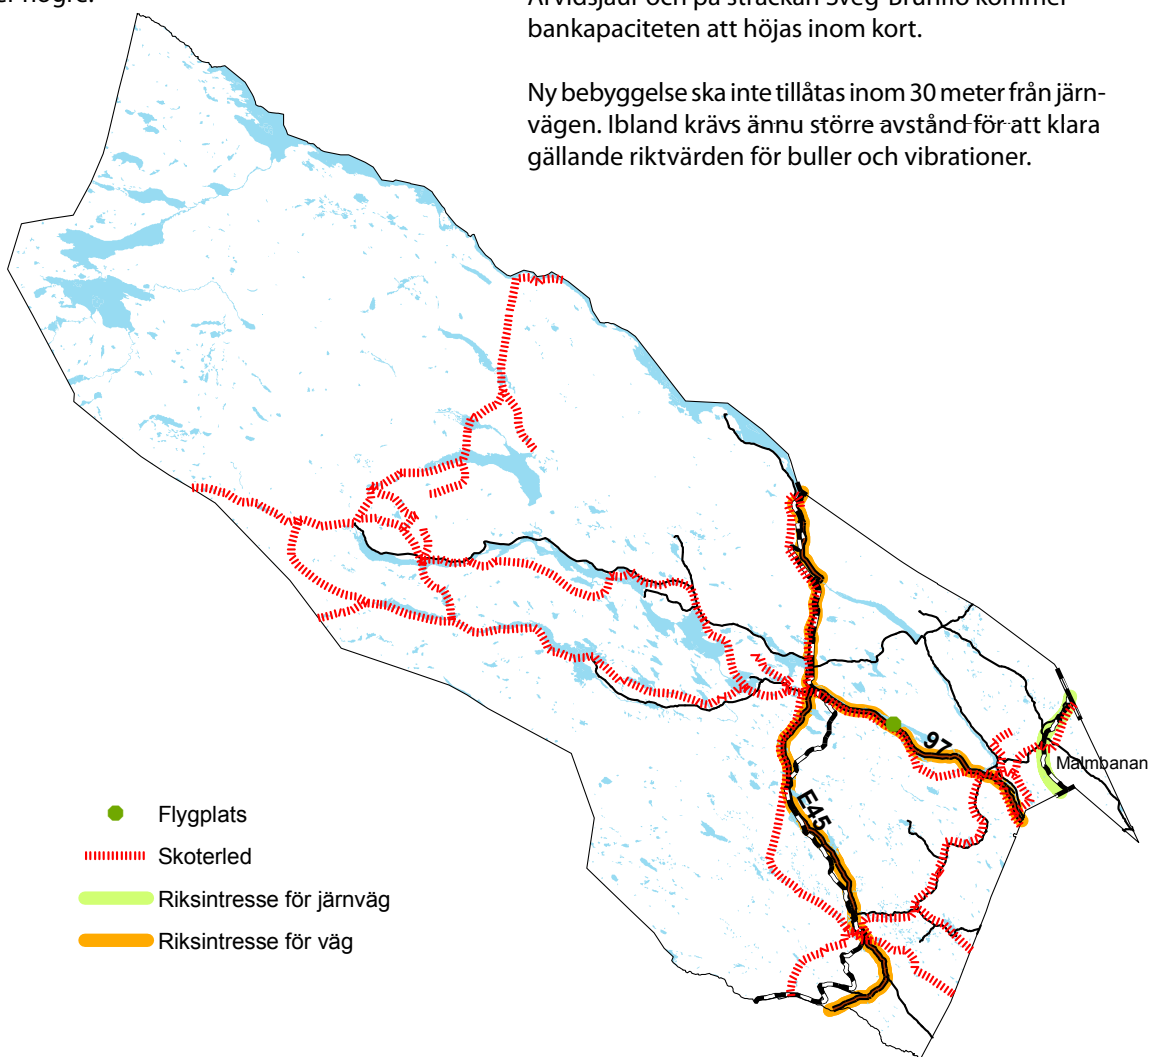 högre.
Arvidsjaur och på sträckan Sveg-Brunflo kommer
bankapaciteten att höjas inom kort.
Ny bebyggelse ska inte tillåtas inom 30 meter från järn-
vägen. Ibland krävs ännu större avstånd för att klara
gällande riktvärden för buller och vibrationer.
97
Malmbanan
E45
Flygplats
Skoterled
Riksintresse för järnväg
Riksintresse för väg